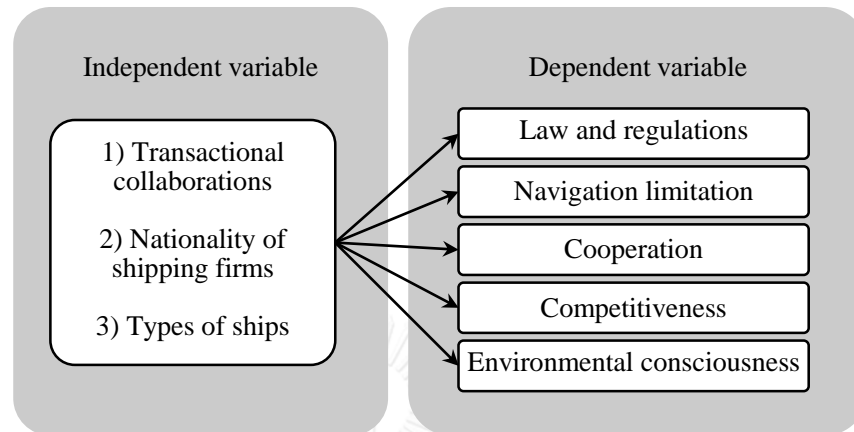 Independent variable
1) Transactional
collaborations
2) Nationality of
shipping firms
3) Types of ships
Dependent variable
Law and regulations
Navigation limitation
Cooperation
Competitiveness
Environmental consciousness